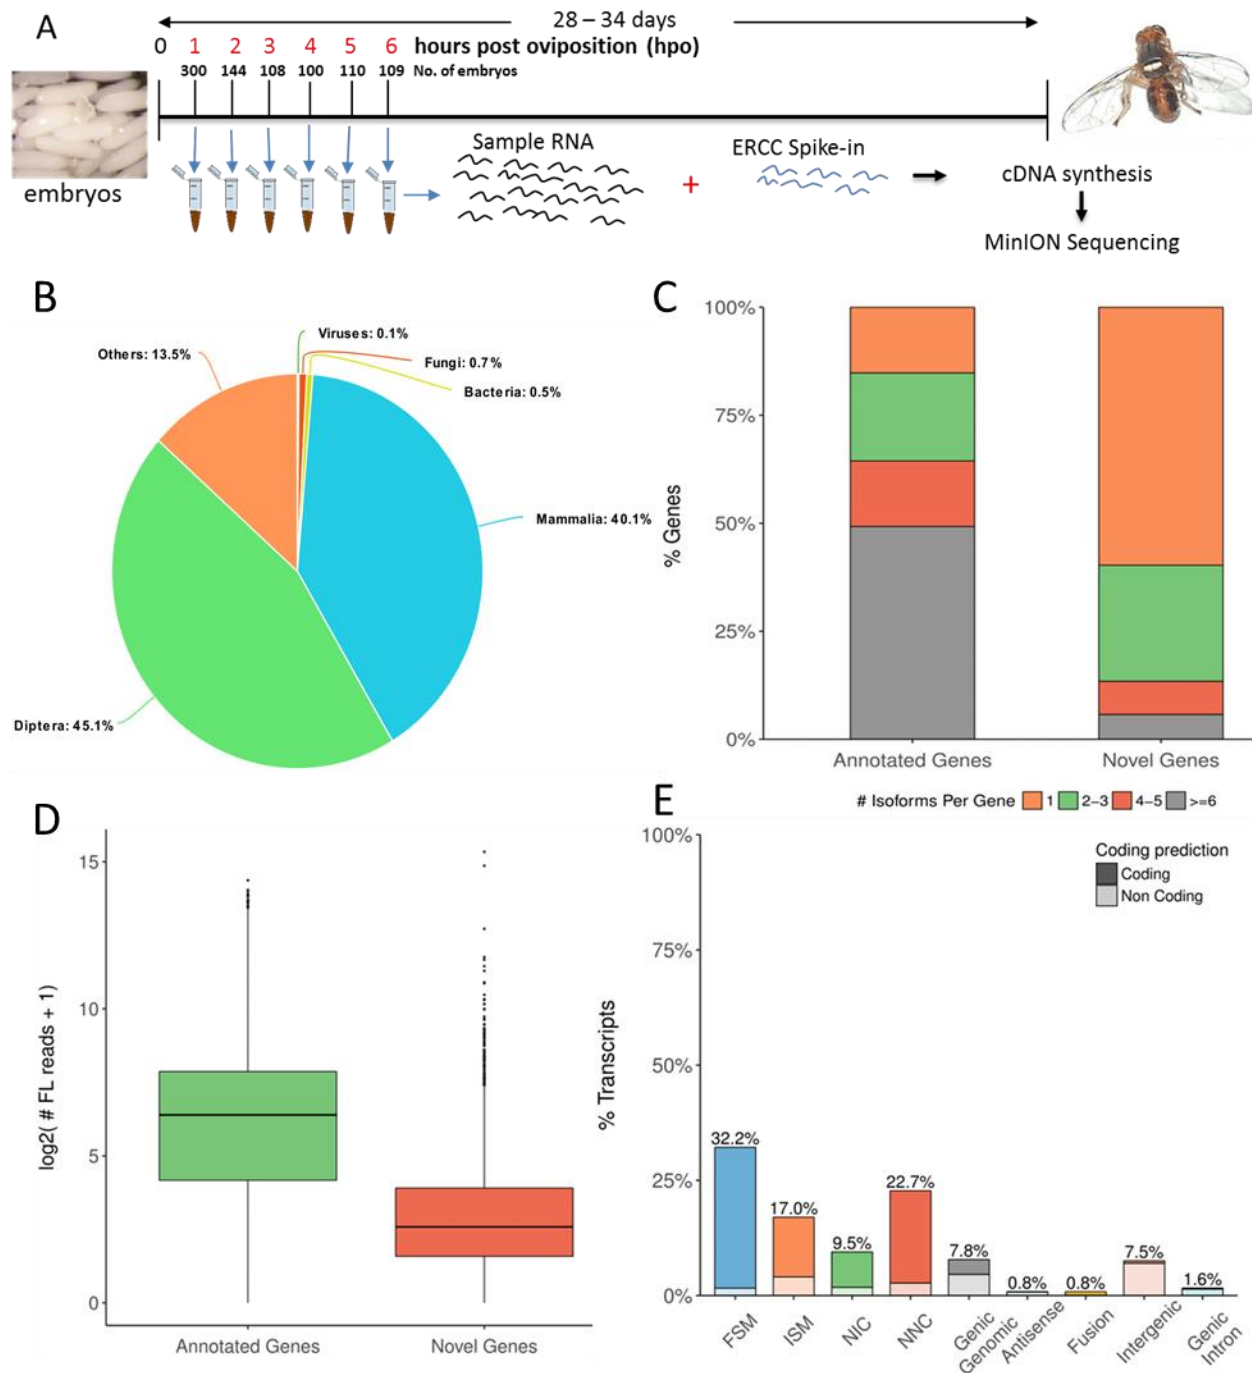 A
28 – 34 days
0 1 2 3 4 5 6 hours post oviposition (hpo)
300 144 108 100 110 109 No. of embryos
embryos
Sample RNA
+
ERCC Spike-in
cDNA synthesis
MinION Sequencing
B
Viruses: 0.1%
Others: 13.5%
Fungi: 0.7%
Bacteria: 0.5%
Mammalia: 40.1%
Diptera: 45.1%
C
100%
75%
50%
25%
0%
% Genes
Annotated Genes
Novel Genes
# Isoforms Per Gene 1 2–3 4–5 >=6
D
15
10
5
0
log2( # FL reads + 1)
Annotated Genes
Novel Genes
E
100%
75%
50%
25%
0%
% Transcripts
Coding prediction
Coding
Non Coding
32.2%
17.0%
9.5%
22.7%
7.8%
0.8%
0.8%
7.5%
1.6%
FSM
ISM
NIC
NNC
Genic
Genomic
Antisense
Fusion
Intergenic
Genic
Intron